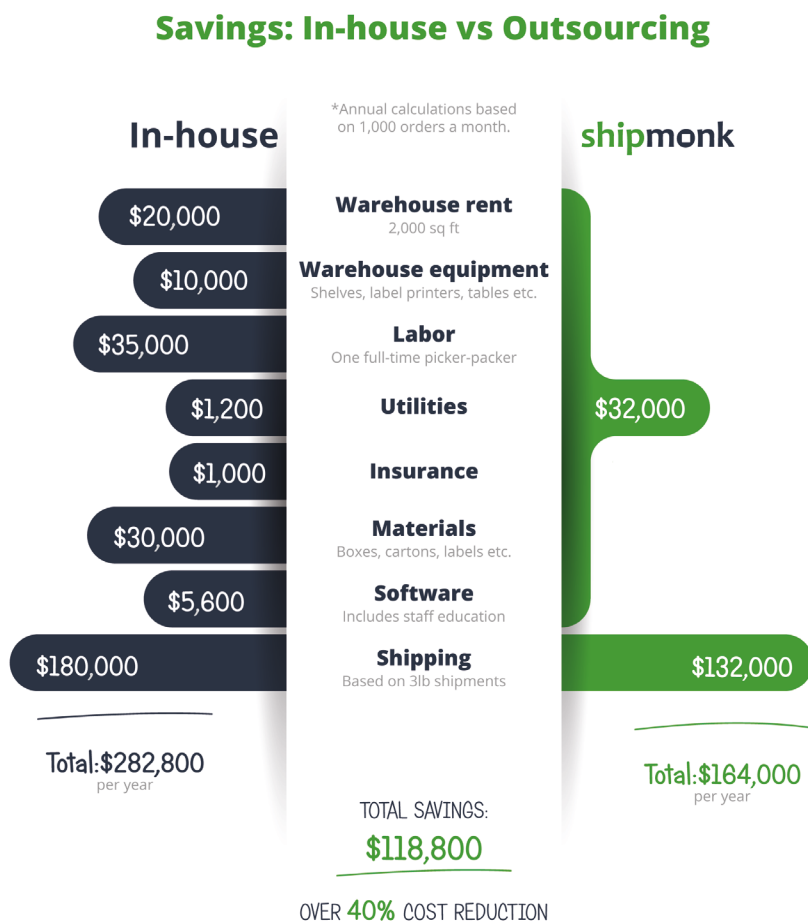 Savings: In-house vs Outsourcing
*Annual calculations based
on 1,000 orders a month.
In-house
shipmonk
$20,000
Warehouse rent
2,000 sq ft
$10,000
Warehouse equipment
Shelves, label printers, tables etc.
$35,000
Labor
One full-time picker-packer
$1,200
Utilities
$32,000
$1,000
Insurance
$30,000
Materials
Boxes, cartons, labels etc.
$5,600
Software
Includes staff education
$180,000
Shipping
Based on 3lb shipments
$132,000
Total:$282,800
per year
Total:$164,000
per year
TOTAL SAVINGS:
$118,800
OVER 40% COST REDUCTION